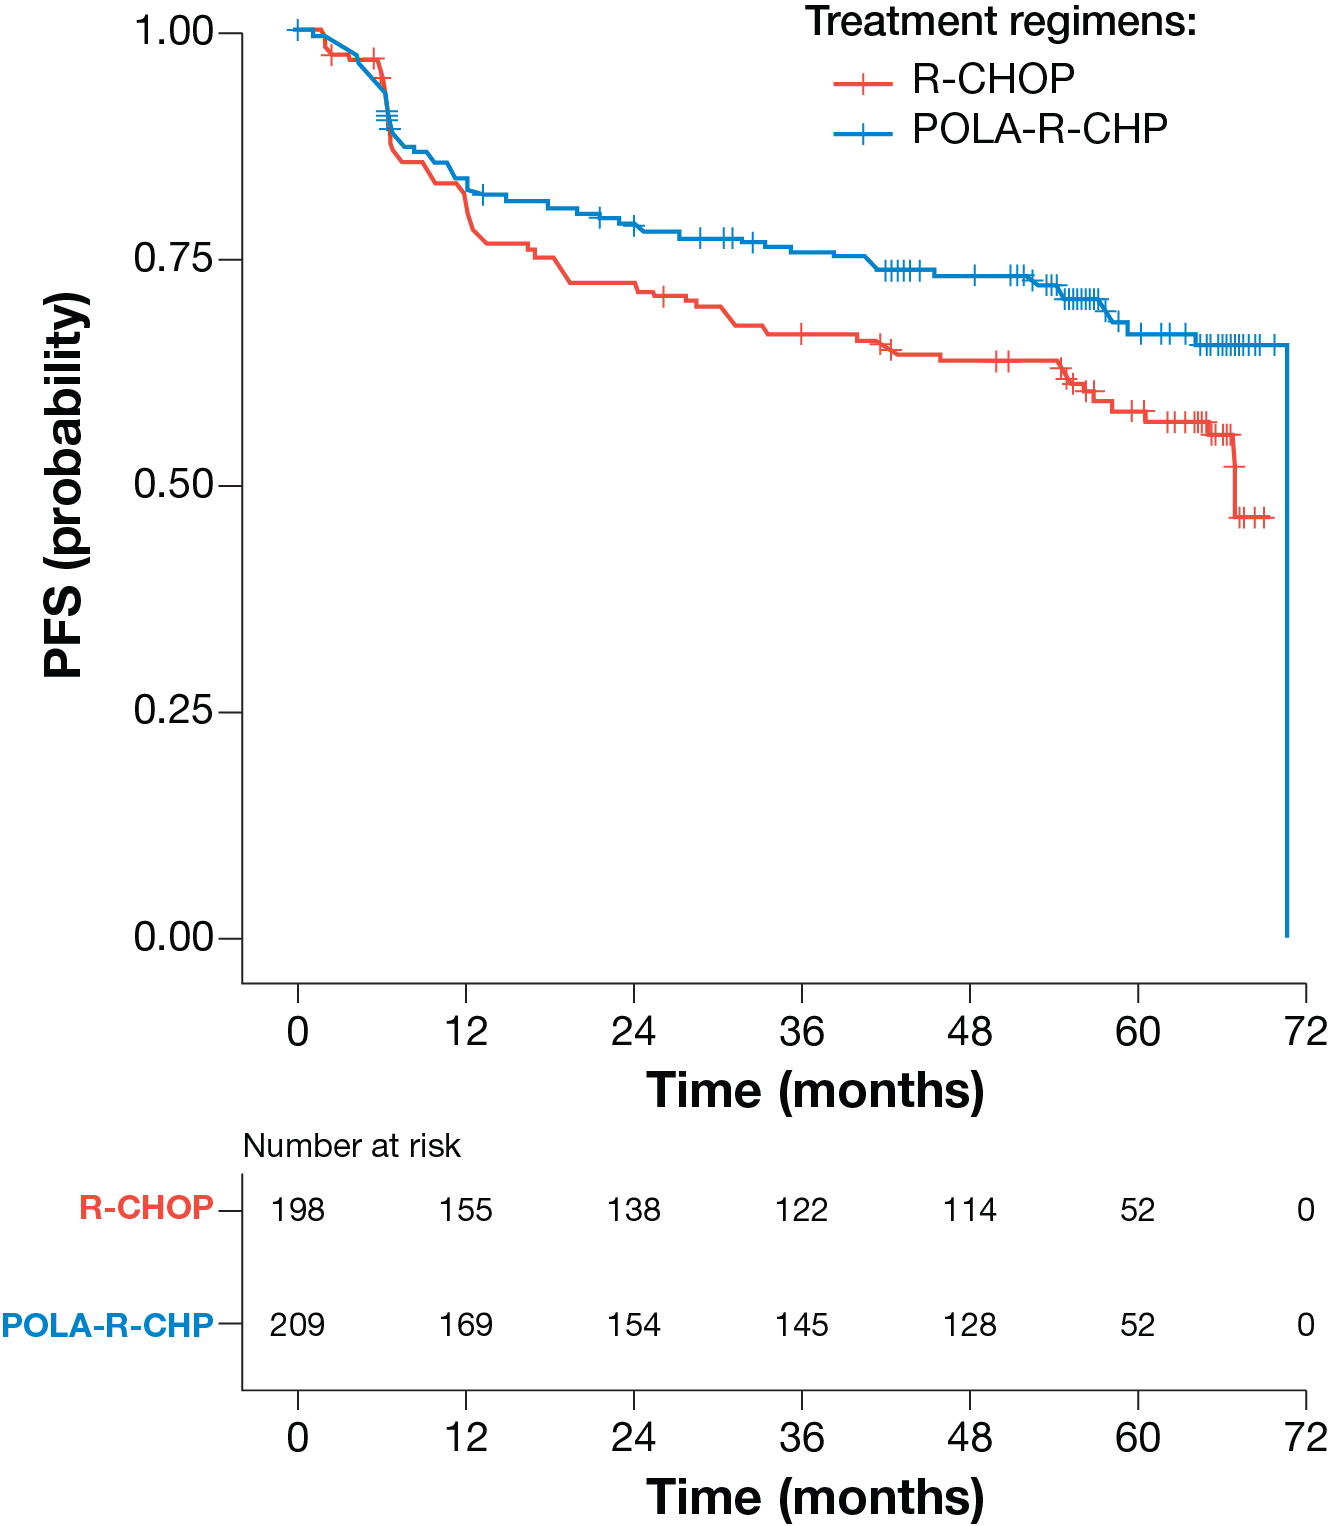 Treatment regimens:
R-CHOP
POLA-R-CHP
PFS (probability)
1.00
0.75
0.50
0.25
0.00
0 12 24 36 48 60 72
Time (months)
Number at risk
R-CHOP 198 155 138 122 114 52 0
POLA-R-CHP 209 169 154 145 128 52 0
0 12 24 36 48 60 72
Time (months)